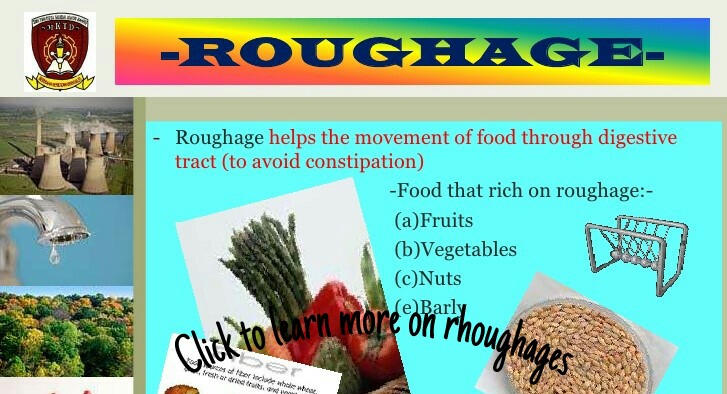 -ROUGHAGE-
- Roughage helps the movement of food through digestive
tract (to avoid constipation)
-Food that rich on roughage:-
(a)Fruits
(b)Vegetables
(c)Nuts
(e)Barly
Click to learn more on rhoughages